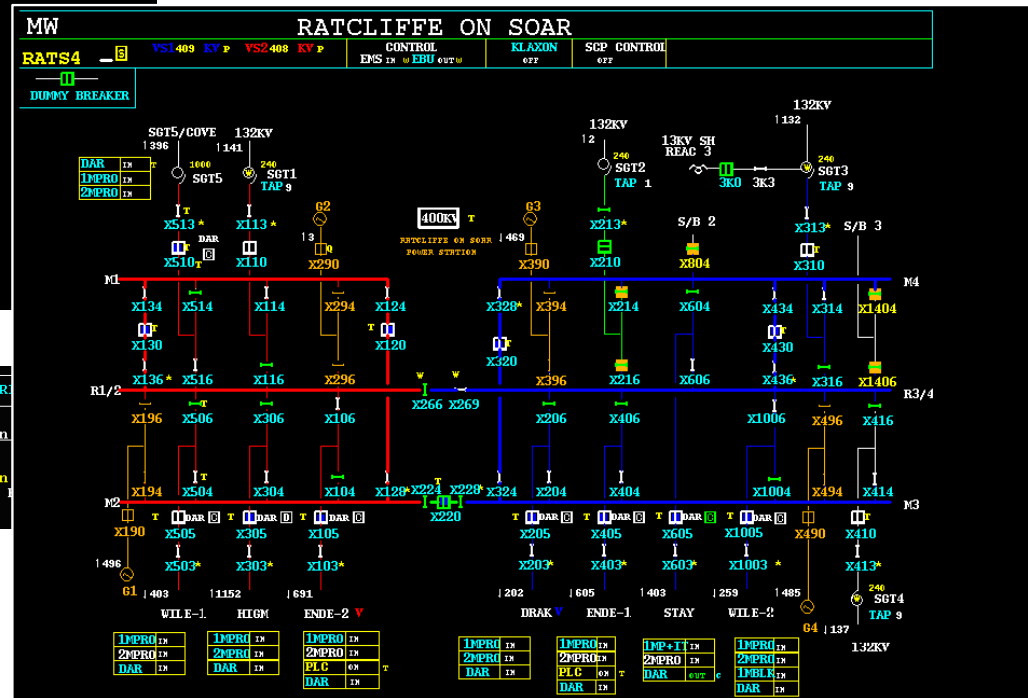 MW RATCLIFFE ON SOAR
VS1 409 KV P VS2 408 KV P CONTROL KLAXON SCP CONTROL
RATS4 S EMS IN W EBU OUT W OFF OFF
DUMMY BREAKER
132KV
132
SGT5/COVE 132KV 132KV 13KV SH
396 141 12 REAC 3
DAR IN T 1000 240 240 240
1MPRO IN SGT5 SGT1 SGT2 3K0 3K3 SGT3
2MPRO IN TAP 9 TAP 1 TAP 9
G2 G3
T 400KV T
X513* X113* X213* S/B 2 X313* S/B 3
DAR 13 Q RATCLIFFE ON SOAR 469 T
C POWER STATION
X510 T X110 X290 X390 X210 X804 X310
M1 M4
X134 X514 X114 X294 X124 X328* X394 X214 X604 X434 X314 X1404
T T T T
X130 X120 X320 X430
X136* X516 X116 X296 W W X396 X216 X606 X436* X316 X1406
R1/2 X266 X269 R3/4
X196 T X506 X306 X106 X206 X406 X1006 X496 X416
T T
X194 X504 X304 X104 X128* X224 X228* X324 X204 X404 X1004 X494 X414
M2 X220 M3
X190 T DAR C T DAR D T DAR C T DAR C T DAR C T DAR C T DAR C X490 T
X505 X305 X105 X205 X405 X605 X1005 X410
496 X503* X303* X103* X203* X403* X603* X1003* X413*
G1 403 1152 691 202 640 403 259 485 240
SGT4
WILE-1 HIGM ENDE-2 V DRAK V ENDE-1 STAY WILE-2 G4 137 TAP 9
132KV
1MPRO IN 1MPRO IN 1MPRO IN 1MPRO IN 1MPRO IN 1MP+IT IN 1MPRO IN
2MPRO IN 2MPRO IN 2MPRO IN 2MPRO IN 2MPRO IN 2MPRO IN 2MPRO IN
DAR IN DAR IN PLC ON T DAR IN PLC ON T DAR OUT C 1MBLK IN
DAR IN DAR IN DAR IN